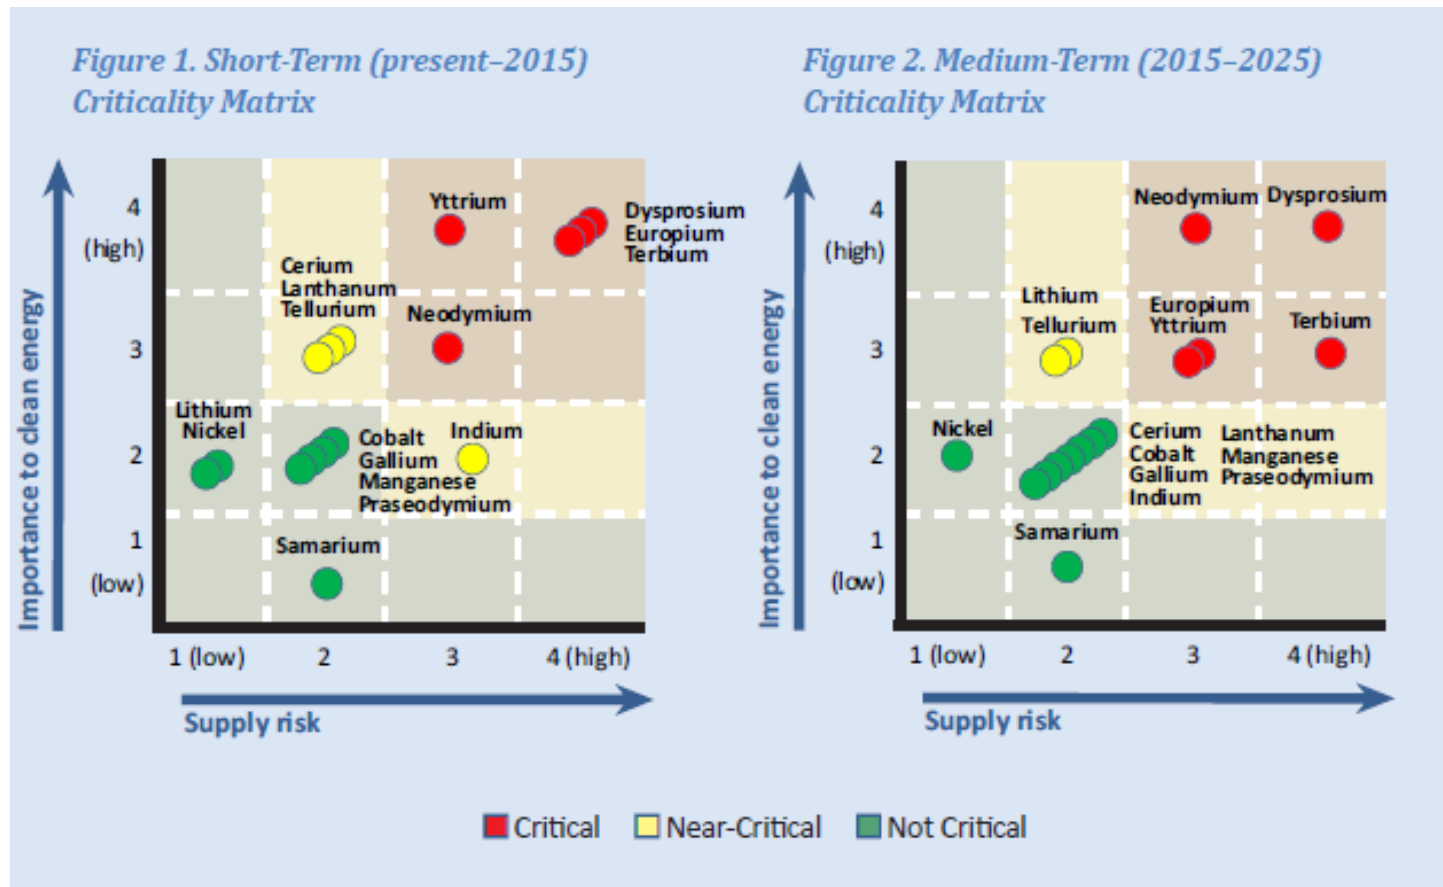 Figure 1. Short-Term (present–2015)
Criticality Matrix
Importance to clean energy
4
(high)
3
2
1
(low)
Yttrium
Dysprosium
Europium
Terbium
Cerium
Lanthanum
Tellurium
Neodymium
Lithium
Nickel
Cobalt
Gallium
Manganese
Praseodymium
Indium
Samarium
1 (low)
2
3
4 (high)
Supply risk
Figure 2. Medium-Term (2015–2025)
Criticality Matrix
Importance to clean energy
4
(high)
3
2
1
(low)
Neodymium
Dysprosium
Lithium
Tellurium
Europium
Yttrium
Terbium
Nickel
Cerium
Cobalt
Gallium
Indium
Lanthanum
Manganese
Praseodymium
Samarium
1 (low)
2
3
4 (high)
Supply risk
Critical
Near-Critical
Not Critical